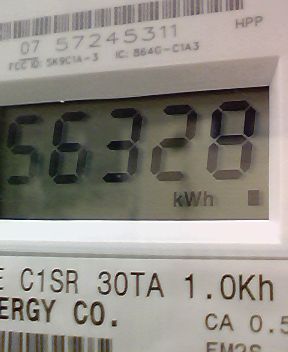 HPP
07 57245311
FCC ID: SK9C1A-3 IC: 864G-C1A3
56328
kWh
E C1SR 30TA 1.0Kh
ERGY CO.
CA 0.5
EM2S